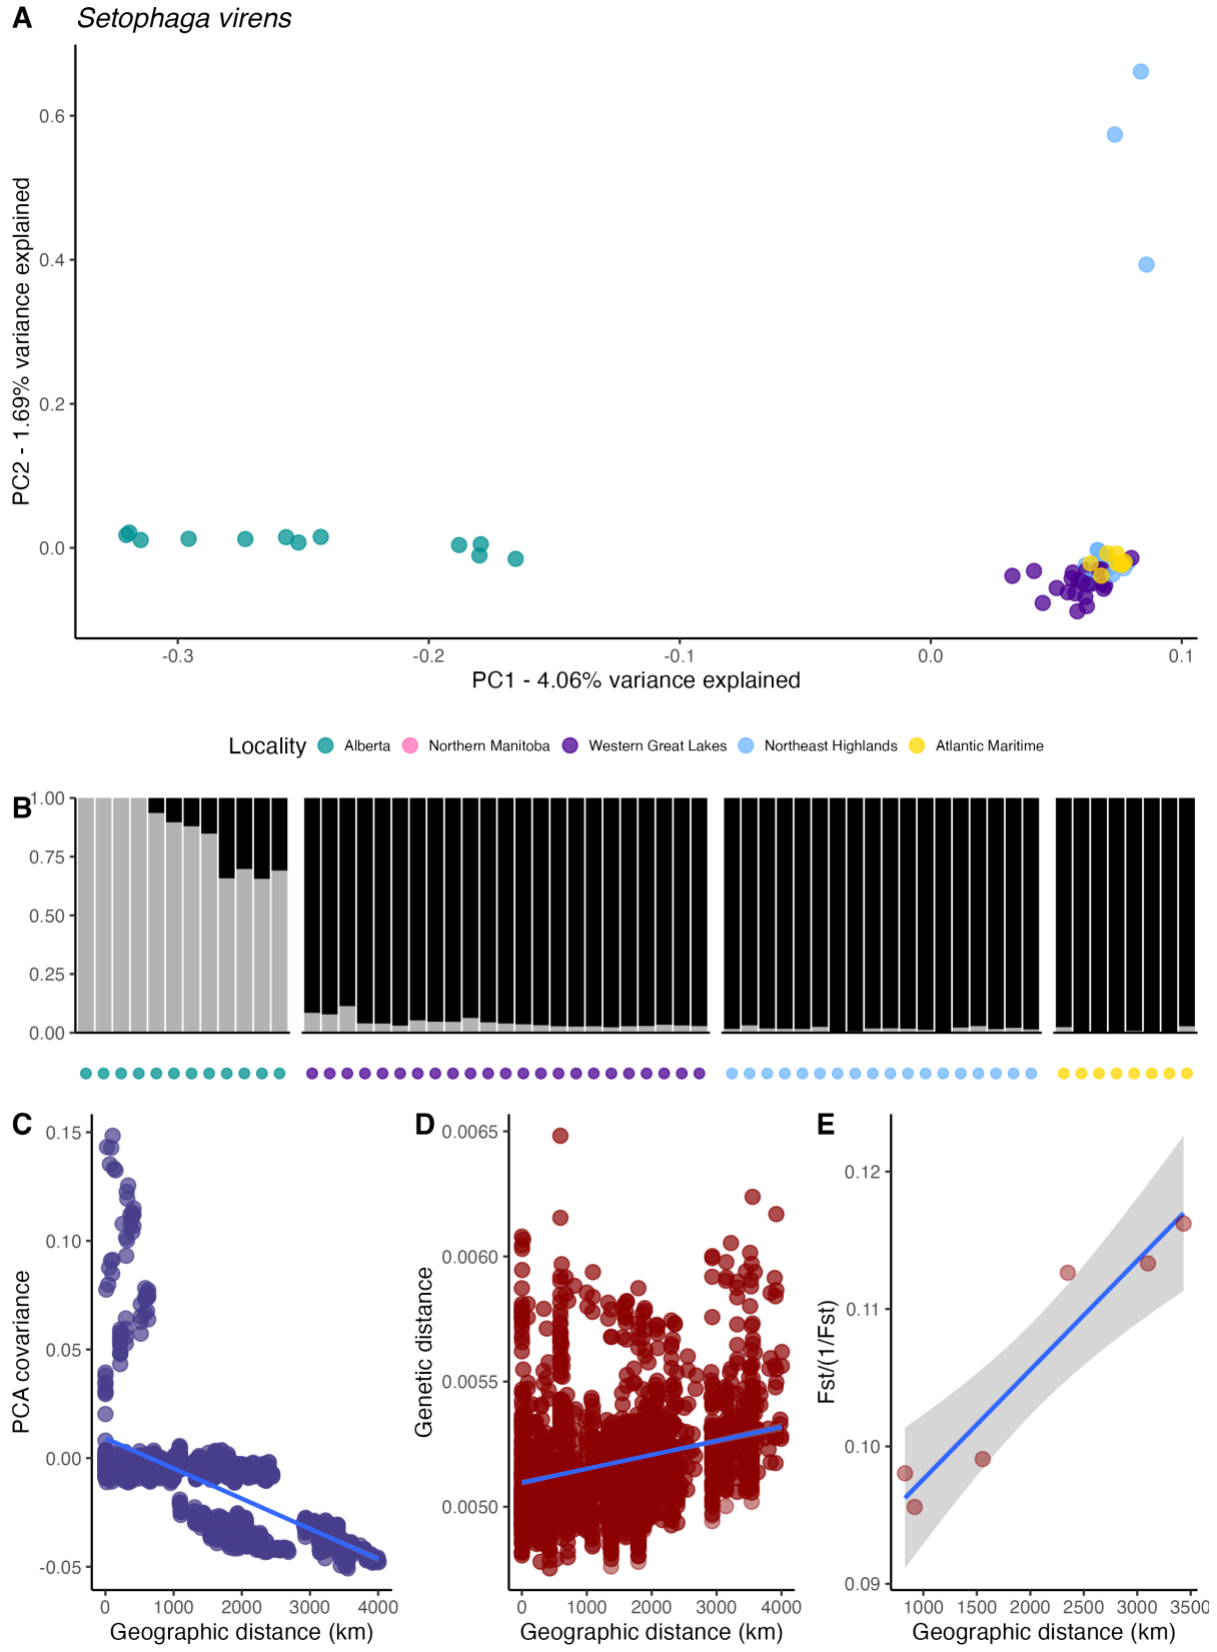 A Setophaga virens
PC2 - 1.69% variance explained
0.6
0.4
0.2
0.0
-0.3 -0.2 -0.1 0.0 0.1
PC1 - 4.06% variance explained
Locality Alberta Northern Manitoba Western Great Lakes Northeast Highlands Atlantic Maritime
B
1.00
0.75
0.50
0.25
0.00
C
PCA covariance
0.15
0.10
0.05
0.00
-0.05
0 1000 2000 3000 4000
Geographic distance (km)
D
Genetic distance
0.0065
0.0060
0.0055
0.0050
0 1000 2000 3000 4000
Geographic distance (km)
E
Fst/(1/Fst)
0.12
0.11
0.10
0.09
1000 1500 2000 2500 3000 3500
Geographic distance (km)